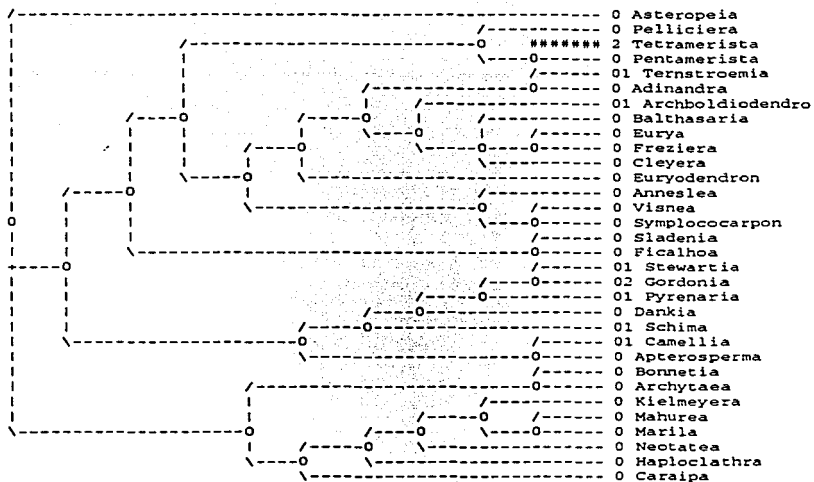 0 Asteropeia
0 Pelliciera
2 Tetramerista
0 Pentamerista
01 Ternstroemia
0 Adinandra
01 Archboldiodendro
0 Balthasaria
0 Eurya
0 Freziera
0 Cleyera
0 Euryodendron
0 Anneslea
0 Visnea
0 Symplococarpon
0 Sladenia
0 Ficalhoa
01 Stewartia
02 Gordonia
01 Pyrenaria
0 Dankia
01 Schima
01 Camellia
0 Apterosperma
0 Bonnetia
0 Archytaea
0 Kielmeyera
0 Mahurea
0 Marila
0 Neotatea
0 Haploclathra
0 Caraipa